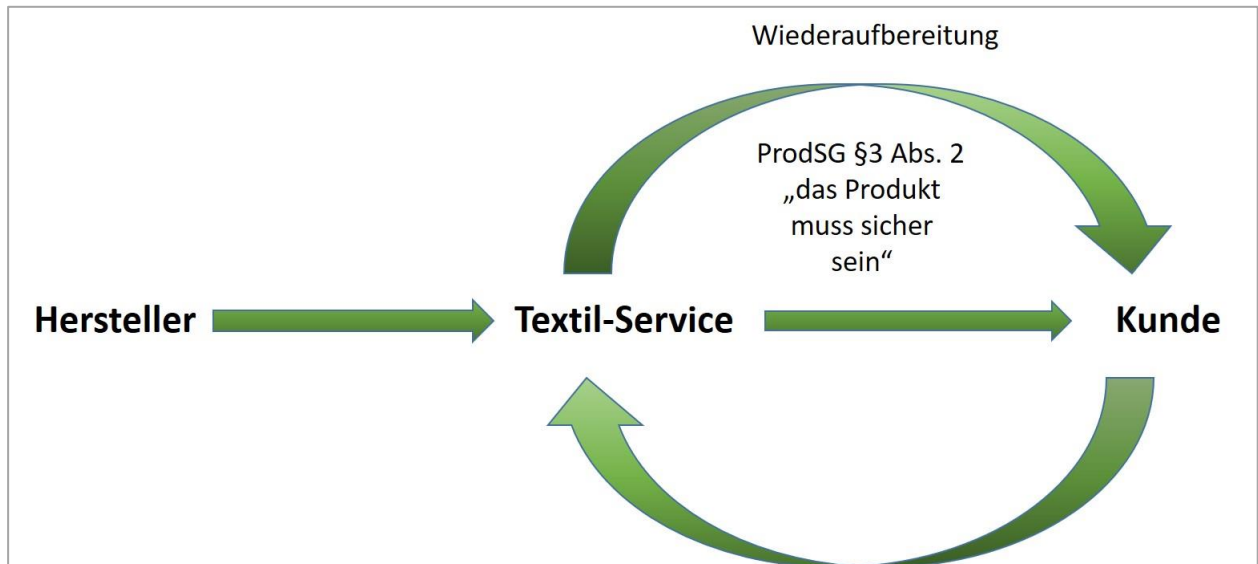 Wiederaufbereitung
ProdSG §3 Abs. 2
„das Produkt
muss sicher
sein“
Hersteller
Textil-Service
Kunde